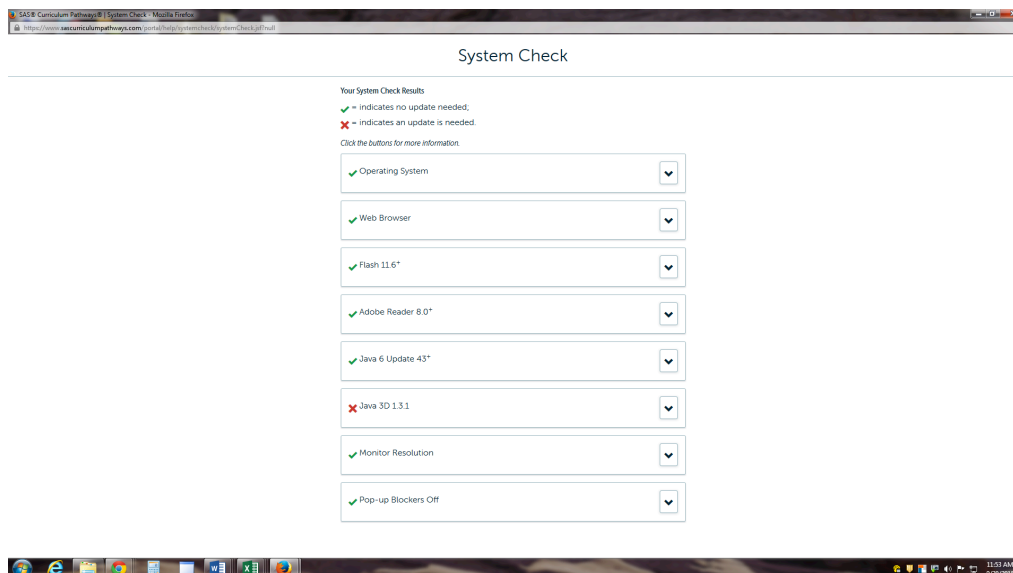 SAS® Curriculum Pathways® | System Check - Mozilla Firefox
https://www.sascurriculumpathways.com/portal/help/systemcheck/systemCheck.jrl?null
System Check
Your System Check Results
= indicates no update needed;
= indicates an update is needed.
Click the buttons for more information.
Operating System
Web Browser
Flash 11.6+
Adobe Reader 8.0+
Java 6 Update 43+
Java 3D 1.3.1
Monitor Resolution
Pop-up Blockers Off
11:53 AM